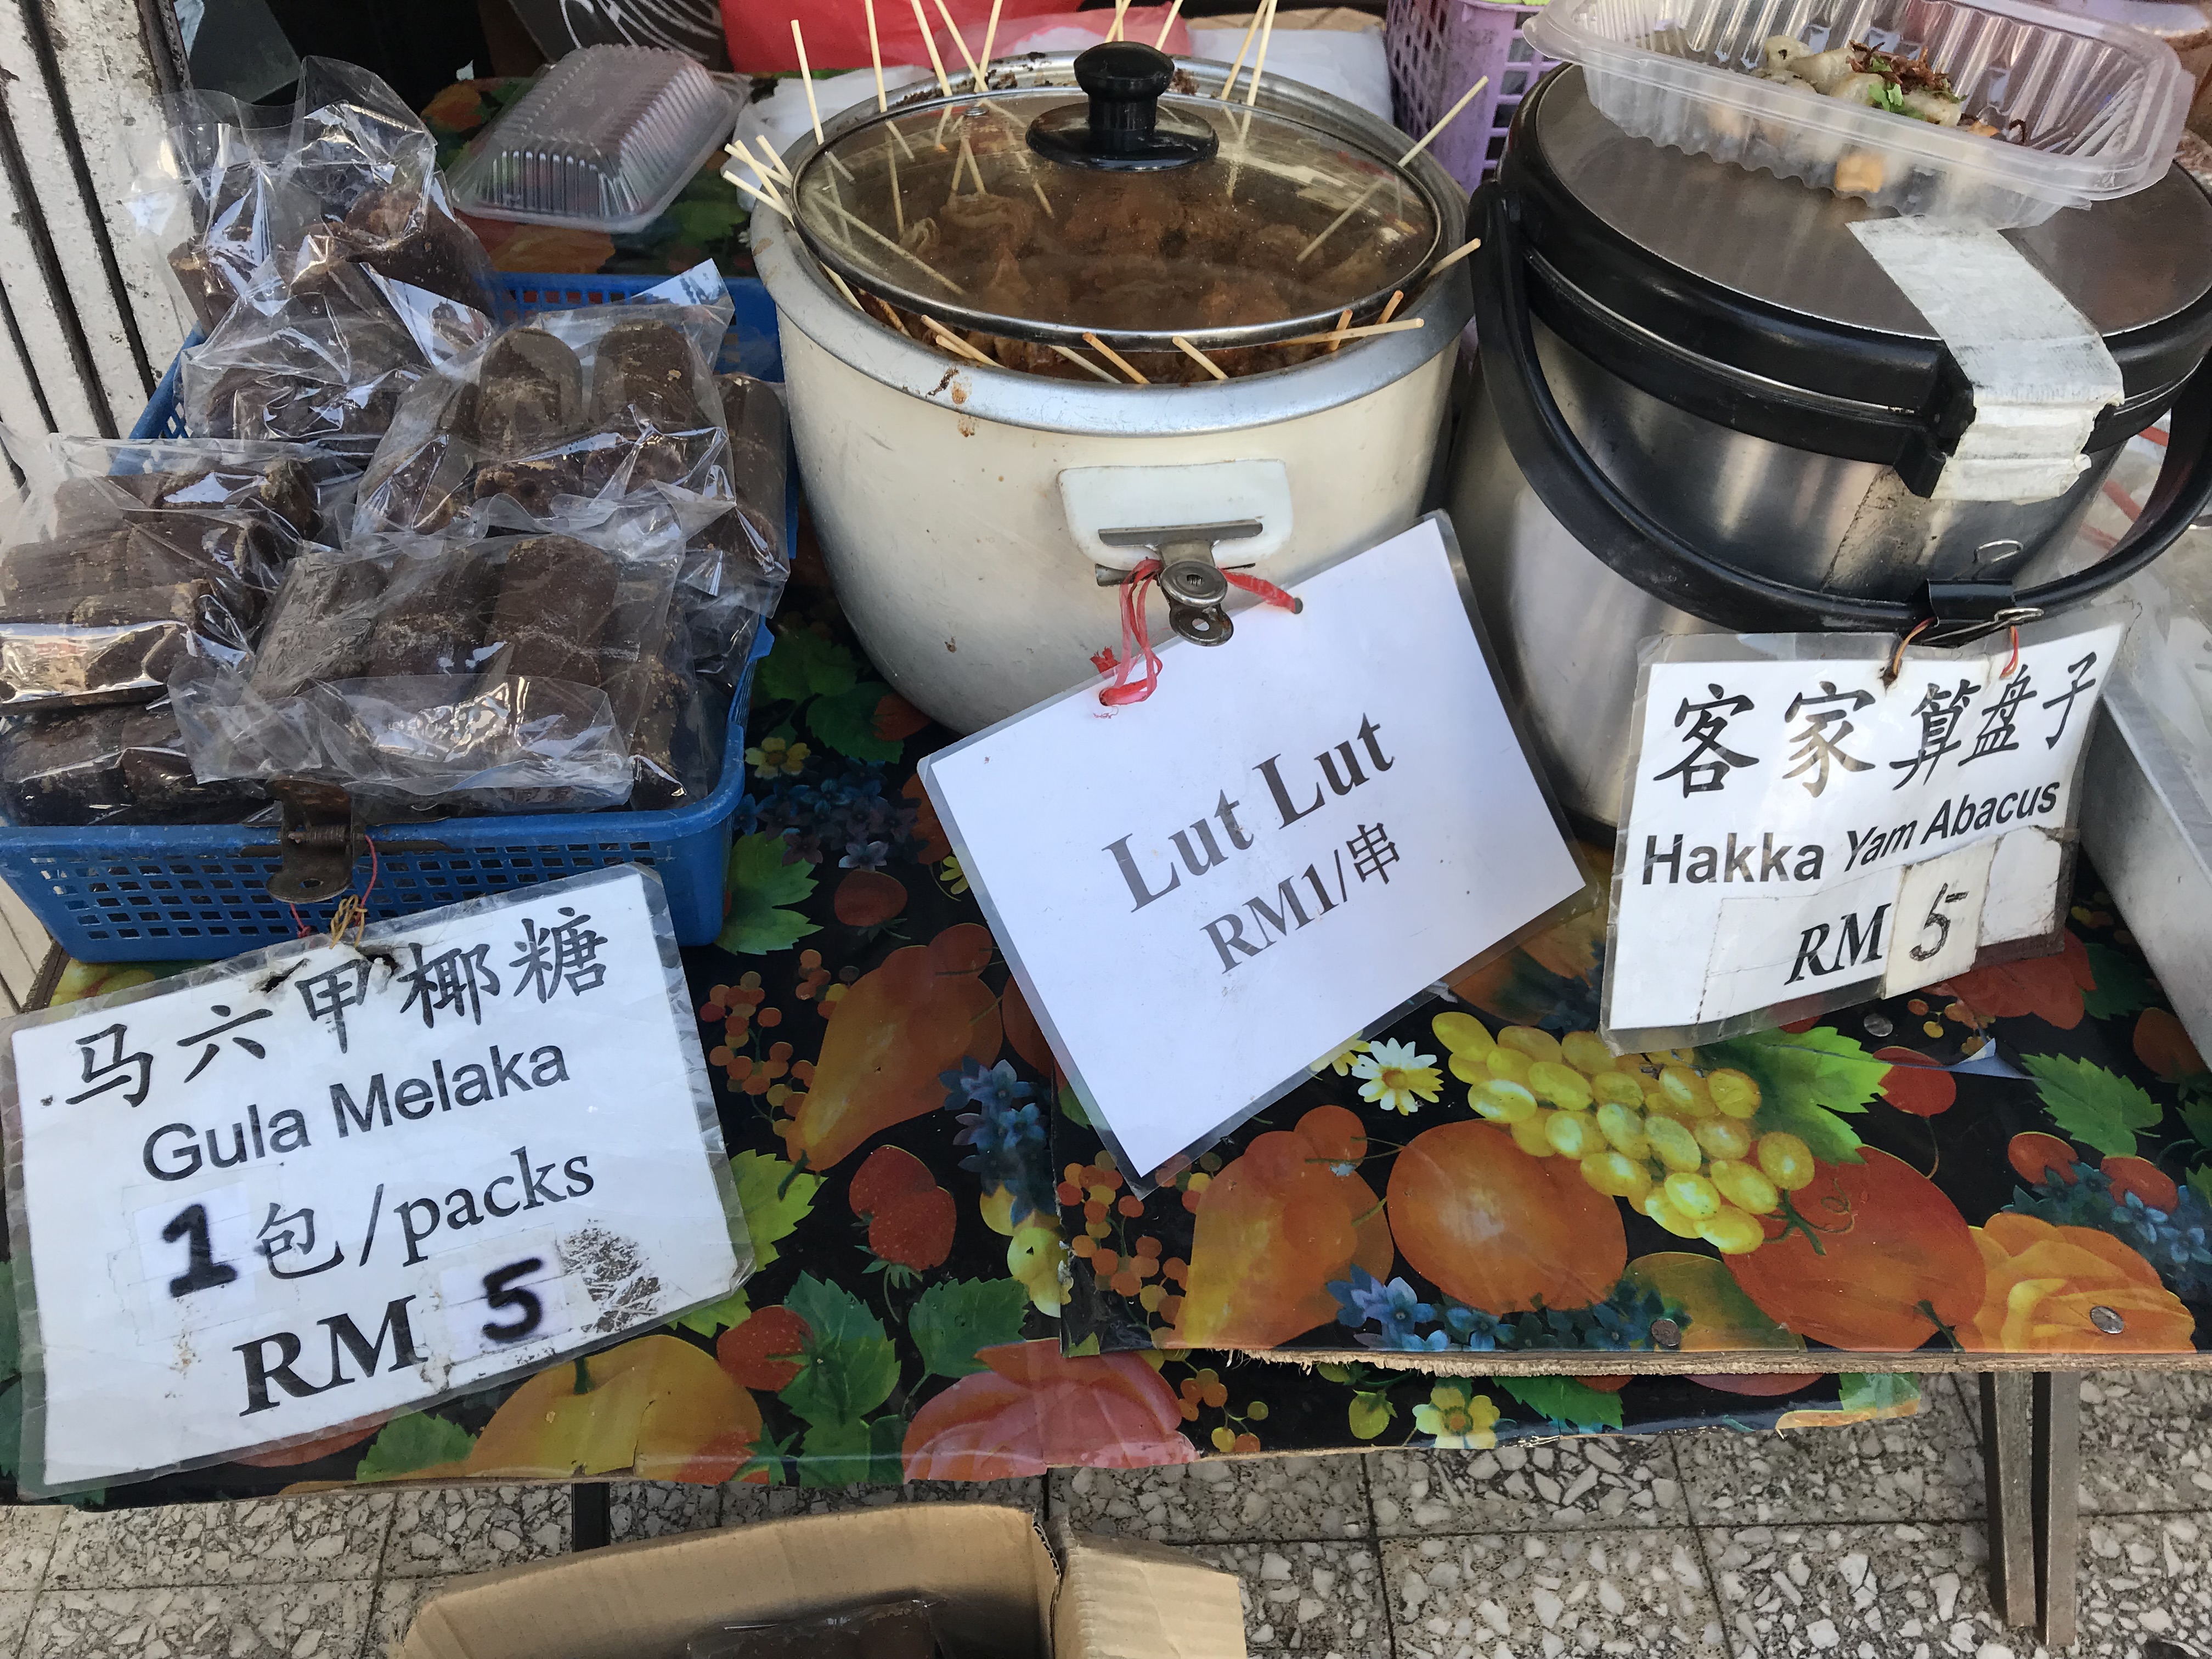 马六甲椰糖
Gula Melaka
1包/packs
RM 5
Lut Lut
RM1/串
客家算盘子
Hakka Yam Abacus
RM 5